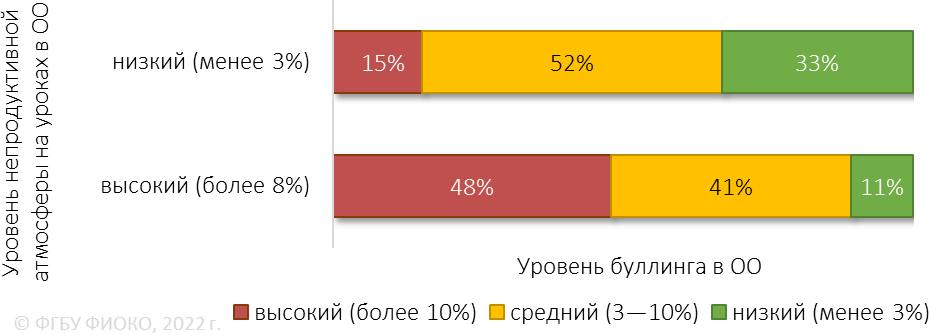 Уровень непродуктивной
атмосферы на уроках в ОО
низкий (менее 3%)
15%
52%
33%
высокий (более 8%)
48%
41%
11%
Уровень буллинга в ОО
высокий (более 10%)
средний (3—10%)
низкий (менее 3%)
© ФГБУ ФИОКО, 2022 г.